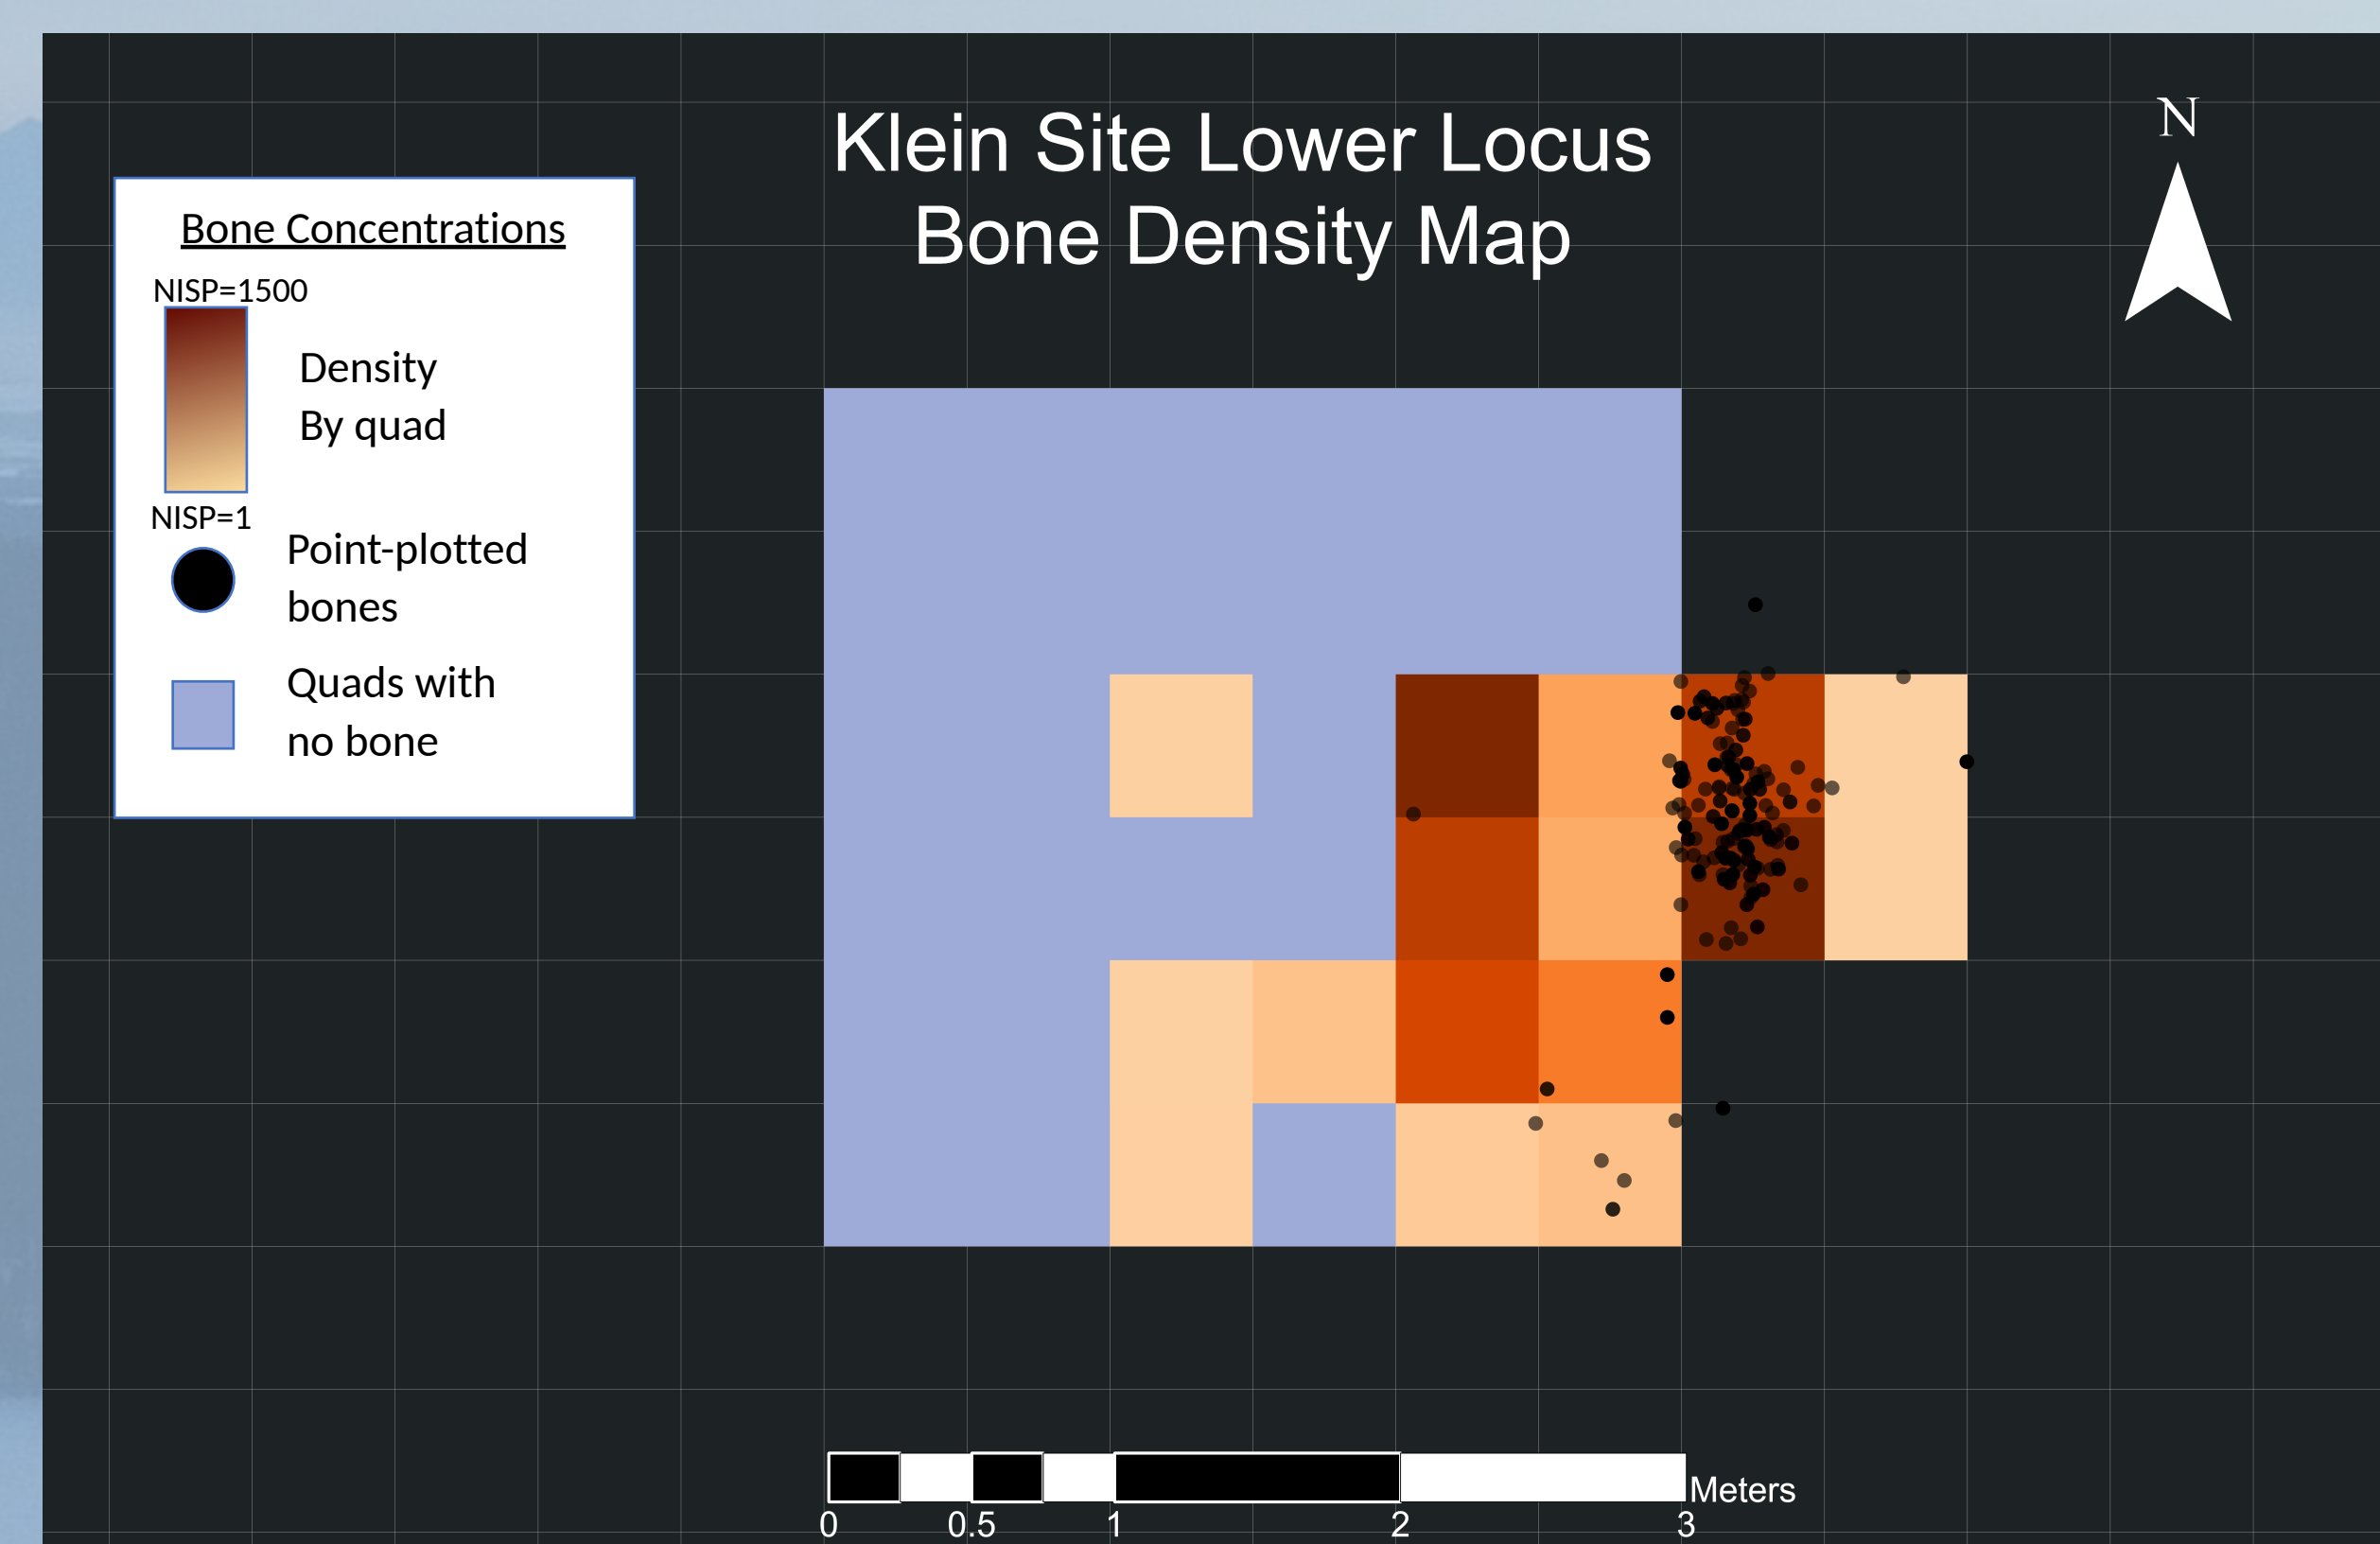 Klein Site Lower Locus
Bone Density Map
N
Bone Concentrations
NISP=1500
Density
By quad
NISP=1
Point-plotted
bones
Quads with
no bone
Meters
0 0.5 1 2 3